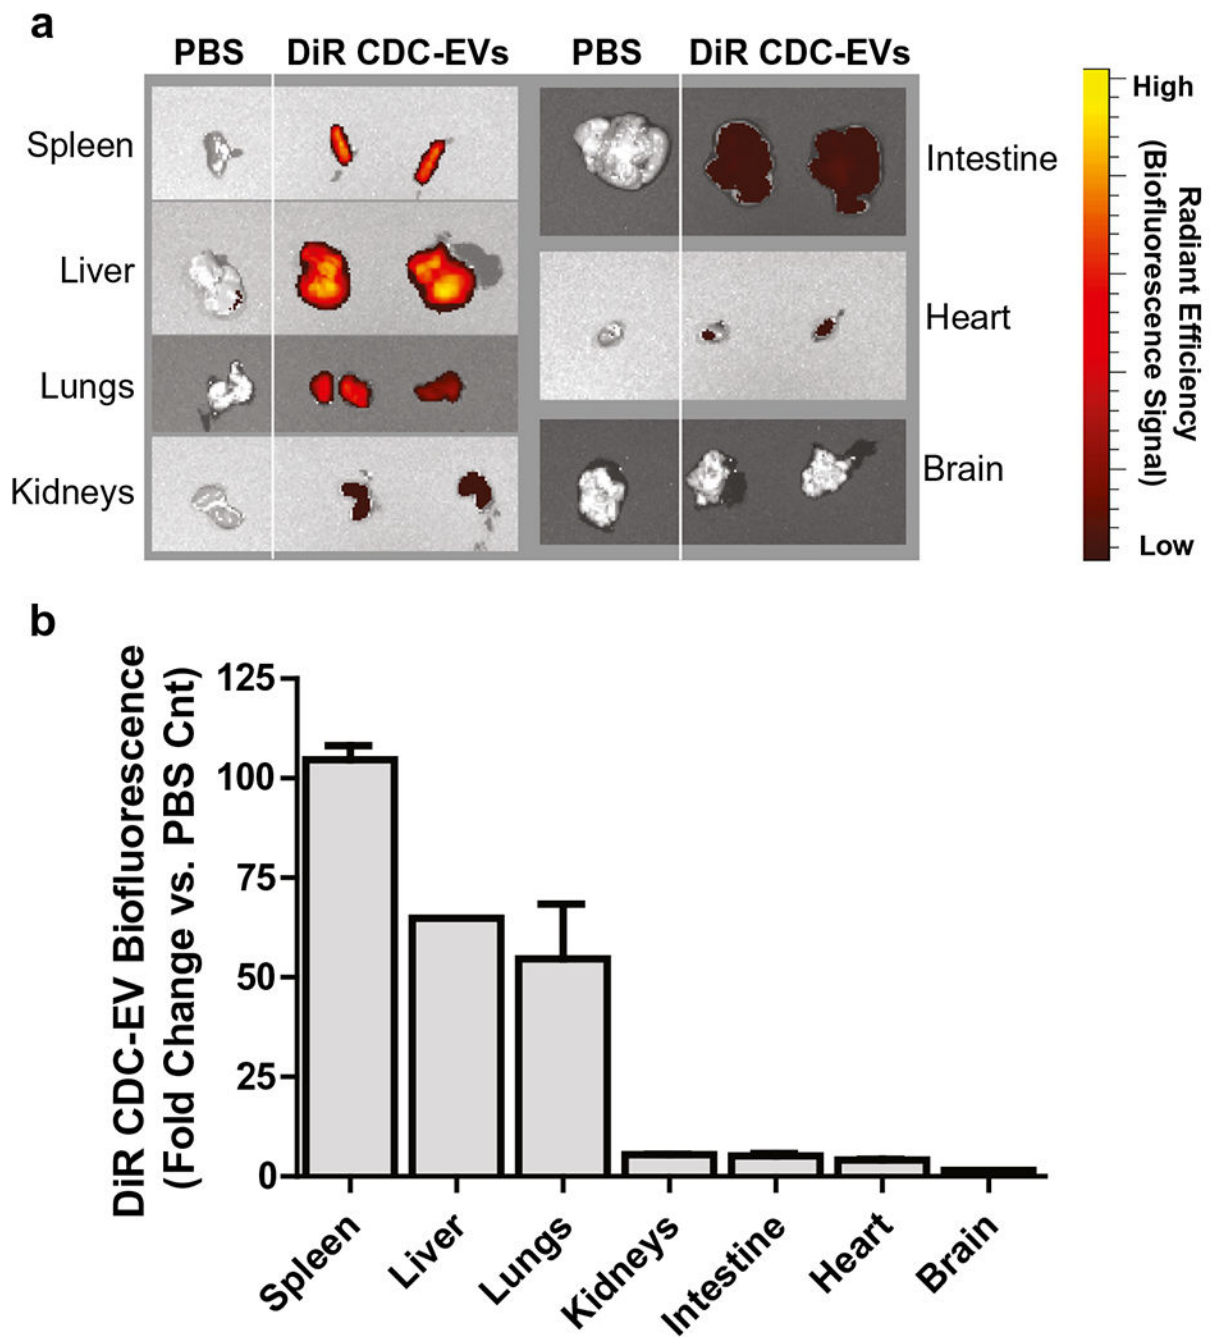 a
PBS
DiR CDC-EVs
PBS
DiR CDC-EVs
Spleen
Liver
Lungs
Kidneys
Intestine
Heart
Brain
High
Radiant Efficiency
(Biofluorescence Signal)
Low
b
DiR CDC-EV Biofluorescence
(Fold Change vs. PBS Cnt)
125
100
75
50
25
0
Spleen
Liver
Lungs
Kidneys
Intestine
Heart
Brain